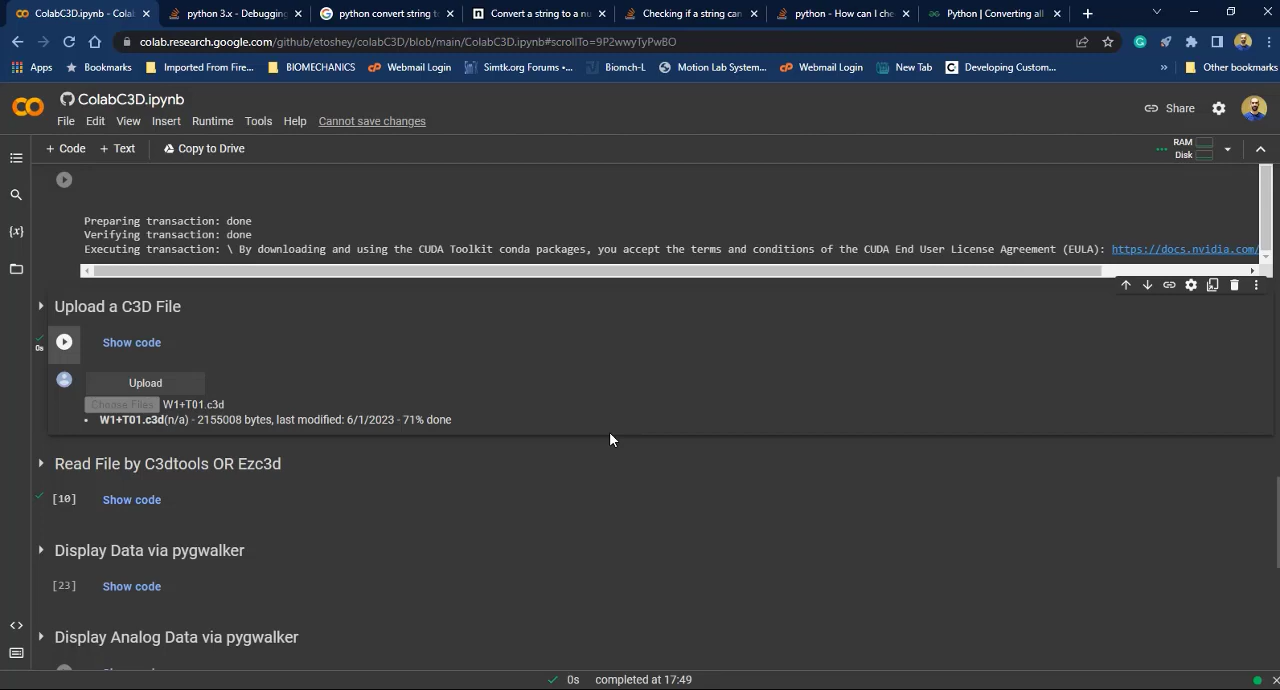 ColabC3D.ipynb - Colab
python 3.x - Debugging
python convert string to
Convert a string to a nu
Checking if a string can
python - How can I che
Python | Converting all
colab.research.google.com/github/etoshey/colabC3D/blob/main/ColabC3D.ipynb#scrollTo=9P2wwyTyPwBO
Apps
Bookmarks
Imported From Fire...
BIOMECHANICS
Webmail Login
Simtk.org Forums •...
Biomch-L
Motion Lab System...
Webmail Login
New Tab
Developing Custom...
»
Other bookmarks
CO
ColabC3D.ipynb
File Edit View Insert Runtime Tools Help Cannot save changes
Share
+ Code + Text Copy to Drive
RAM
Disk
Preparing transaction: done
Verifying transaction: done
Executing transaction: \ By downloading and using the CUDA Toolkit conda packages, you accept the terms and conditions of the CUDA End User License Agreement (EULA): https://docs.nvidia.com/
Upload a C3D File
0s
Show code
Upload
Choose Files W1+T01.c3d
• W1+T01.c3d(n/a) - 2155008 bytes, last modified: 6/1/2023 - 71% done
Read File by C3dtools OR Ezc3d
[10] Show code
Display Data via pygwalker
[23] Show code
Display Analog Data via pygwalker
0s completed at 17:49